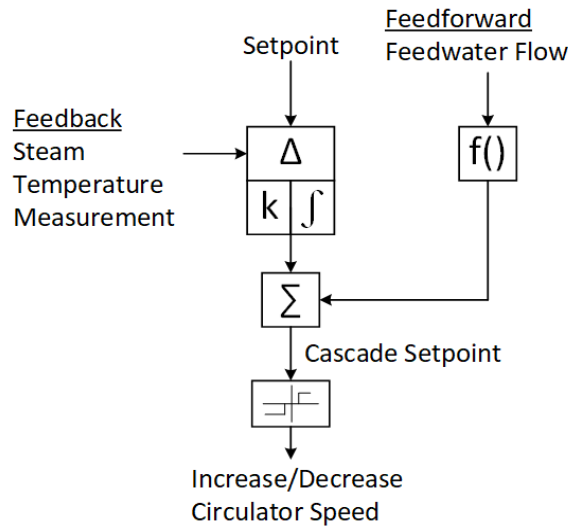 Setpoint
Feedforward
Feedwater Flow
Feedback
Steam
Temperature
Measurement
Δ
f()
k ∫
Σ
Cascade Setpoint
Increase/Decrease
Circulator Speed